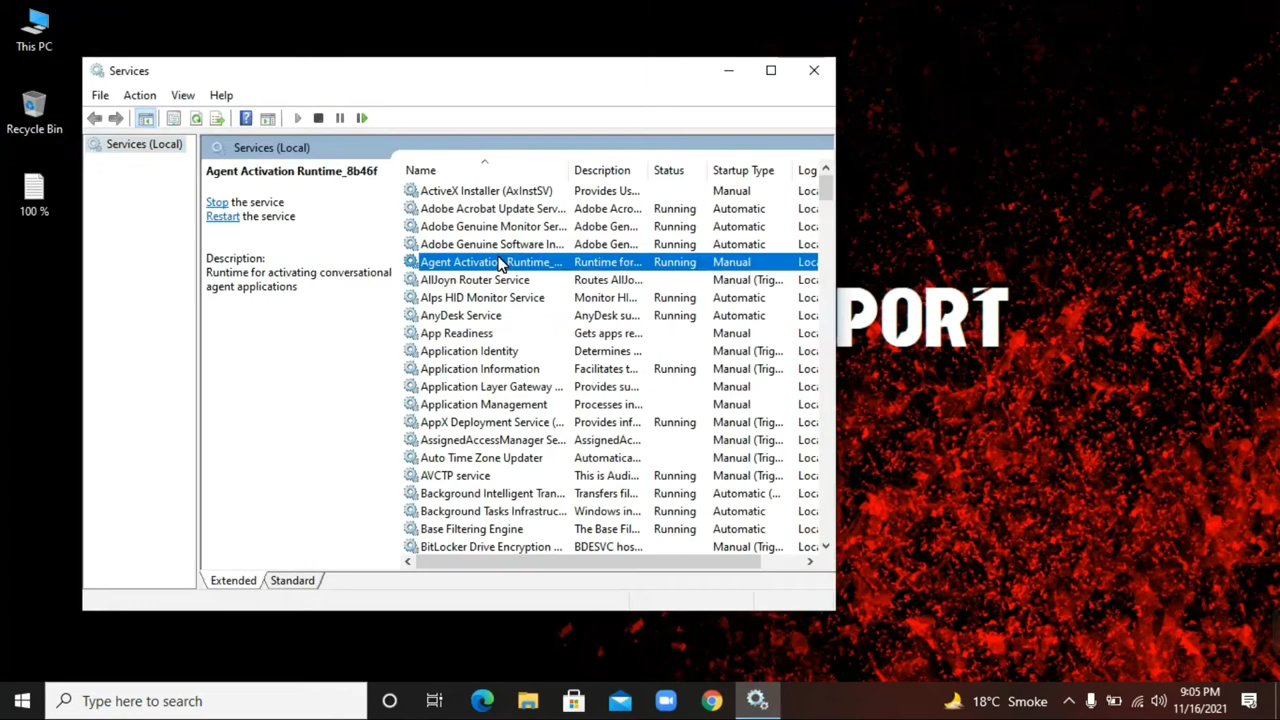 This PC
Recycle Bin
100 %
Services
File Action View Help
Services (Local)
Services (Local)
Agent Activation Runtime_8b46f
Stop the service
Restart the service
Description:
Runtime for activating conversational
agent applications
Name Description Status Startup Type Log
ActiveX Installer (AxInstSV) Provides Us... Manual Loca
Adobe Acrobat Update Serv... Adobe Acro... Running Automatic Loca
Adobe Genuine Monitor Ser... Adobe Gen... Running Automatic Loca
Adobe Genuine Software In... Adobe Gen... Running Automatic Loca
Agent Activation Runtime_... Runtime for... Running Manual Loca
AllJoyn Router Service Routes AllJo... Manual (Trig... Loca
Alps HID Monitor Service Monitor HI... Running Automatic Loca
AnyDesk Service AnyDesk su... Running Automatic Loca
App Readiness Gets apps re... Manual Loca
Application Identity Determines ... Manual (Trig... Loca
Application Information Facilitates t... Running Manual (Trig... Loca
Application Layer Gateway ... Provides su... Manual Loca
Application Management Processes in... Manual Loca
AppX Deployment Service (... Provides inf... Running Manual (Trig... Loca
AssignedAccessManager Se... AssignedAc... Manual (Trig... Loca
Auto Time Zone Updater Automatica... Manual (Trig... Loca
AVCTP service This is Audi... Running Manual (Trig... Loca
Background Intelligent Tran... Transfers fil... Running Automatic (... Loca
Background Tasks Infrastruc... Windows in... Running Automatic Loca
Base Filtering Engine The Base Fil... Running Automatic Loca
BitLocker Drive Encryption ... BDESVC hos... Manual (Trig... Loca
Extended Standard
PORT
Type here to search
18°C Smoke
9:05 PM
11/16/2021